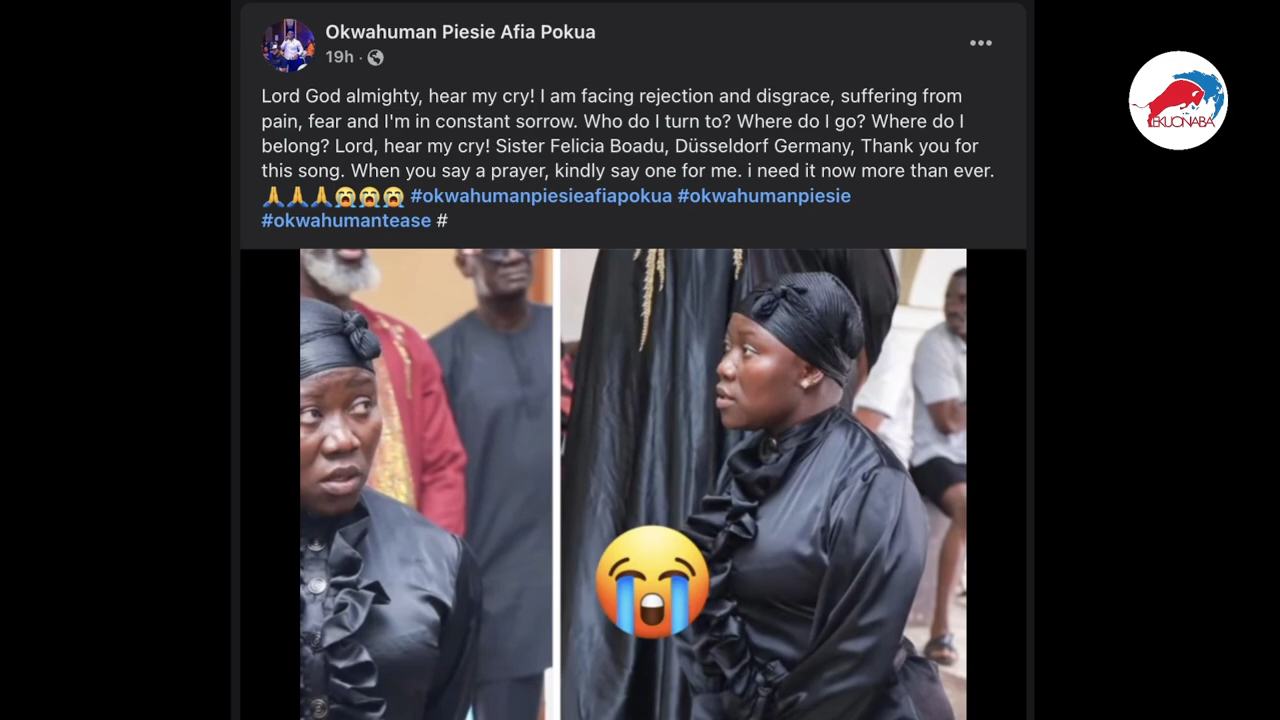 Okwahuman Piesie Afia Pokua
19h ·
Lord God almighty, hear my cry! I am facing rejection and disgrace, suffering from
pain, fear and I'm in constant sorrow. Who do I turn to? Where do I go? Where do I
belong? Lord, hear my cry! Sister Felicia Boadu, Düsseldorf Germany, Thank you for
this song. When you say a prayer, kindly say one for me. i need it now more than ever.
🙏🙏🙏😭😭😭 #okwahumanpiesieafiapokua #okwahumanpiesie
#okwahumantease #
EKUONABA